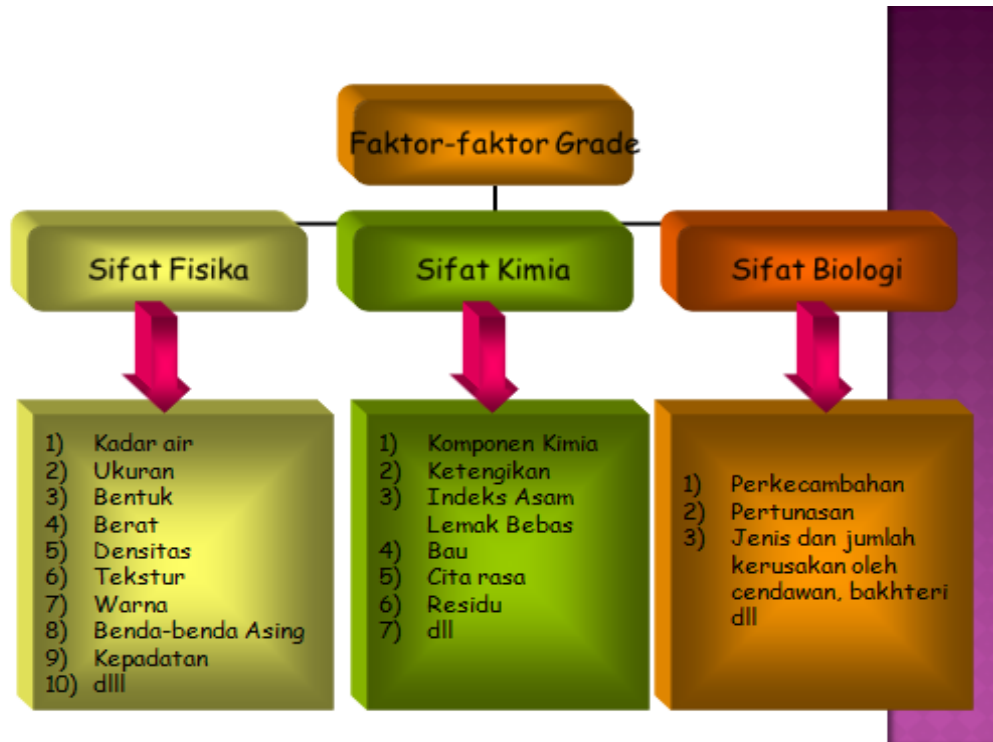 Faktor-faktor Grade
Sifat Fisika
Sifat Kimia
Sifat Biologi
1) Kadar air
2) Ukuran
3) Bentuk
4) Berat
5) Densitas
6) Tekstur
7) Warna
8) Benda-benda Asing
9) Kepadatan
10) dlll
1) Komponen Kimia
2) Ketengikan
3) Indeks Asam
Lemak Bebas
4) Bau
5) Cita rasa
6) Residu
7) dll
1) Perkecambahan
2) Pertunasan
3) Jenis dan jumlah
kerusakan oleh
cendawan, bakhteri
dll